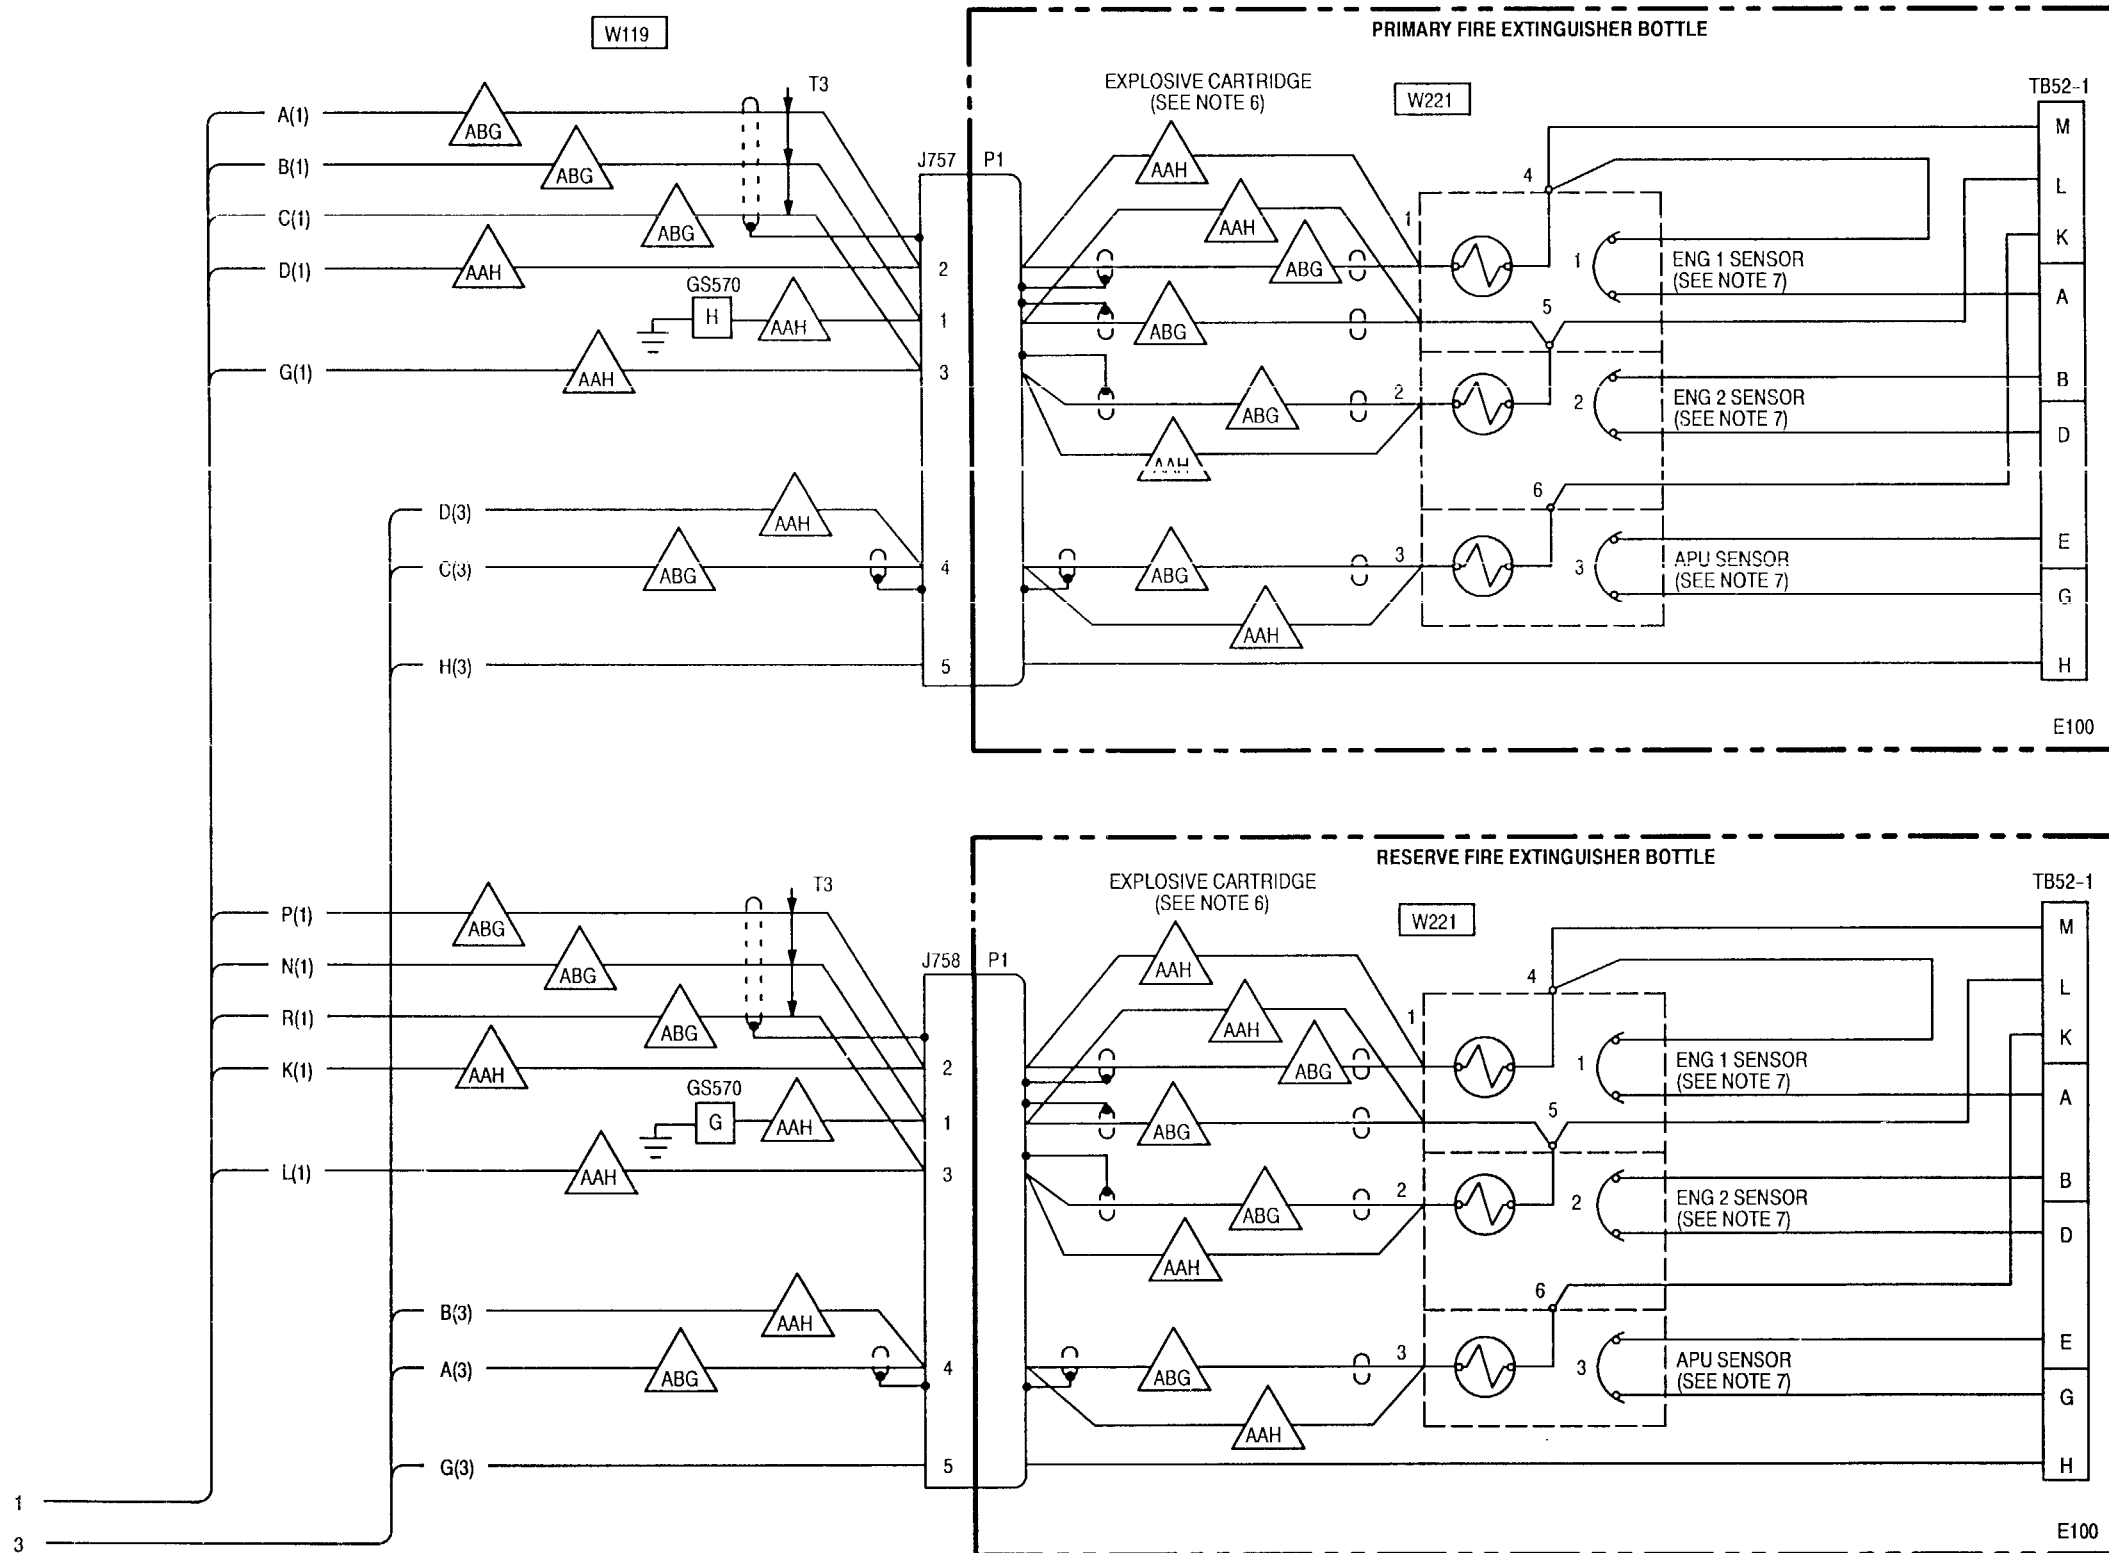 W119
PRIMARY FIRE EXTINGUISHER BOTTLE
T3
EXPLOSIVE CARTRIDGE
(SEE NOTE 6)
W221
TB52-1
A(1)
ABG
B(1)
ABG
C(1)
ABG
D(1)
AAH
GS570
H
AAH
G(1)
AAH
D(3)
AAH
C(3)
ABG
H(3)
J757
P1
2
1
3
4
5
AAH
AAH
ABG
ABG
ABG
AAH
ABG
AAH
1
2
3
4
5
6
1
ENG 1 SENSOR
(SEE NOTE 7)
2
ENG 2 SENSOR
(SEE NOTE 7)
3
APU SENSOR
(SEE NOTE 7)
M
L
K
A
B
D
E
G
H
E100
RESERVE FIRE EXTINGUISHER BOTTLE
T3
EXPLOSIVE CARTRIDGE
(SEE NOTE 6)
W221
TB52-1
P(1)
ABG
N(1)
ABG
R(1)
ABG
K(1)
AAH
GS570
G
AAH
L(1)
AAH
B(3)
AAH
A(3)
ABG
G(3)
J758
P1
2
1
3
4
5
AAH
AAH
ABG
ABG
ABG
AAH
ABG
AAH
1
2
3
4
5
6
1
ENG 1 SENSOR
(SEE NOTE 7)
2
ENG 2 SENSOR
(SEE NOTE 7)
3
APU SENSOR
(SEE NOTE 7)
M
L
K
A
B
D
E
G
H
1
3
E100